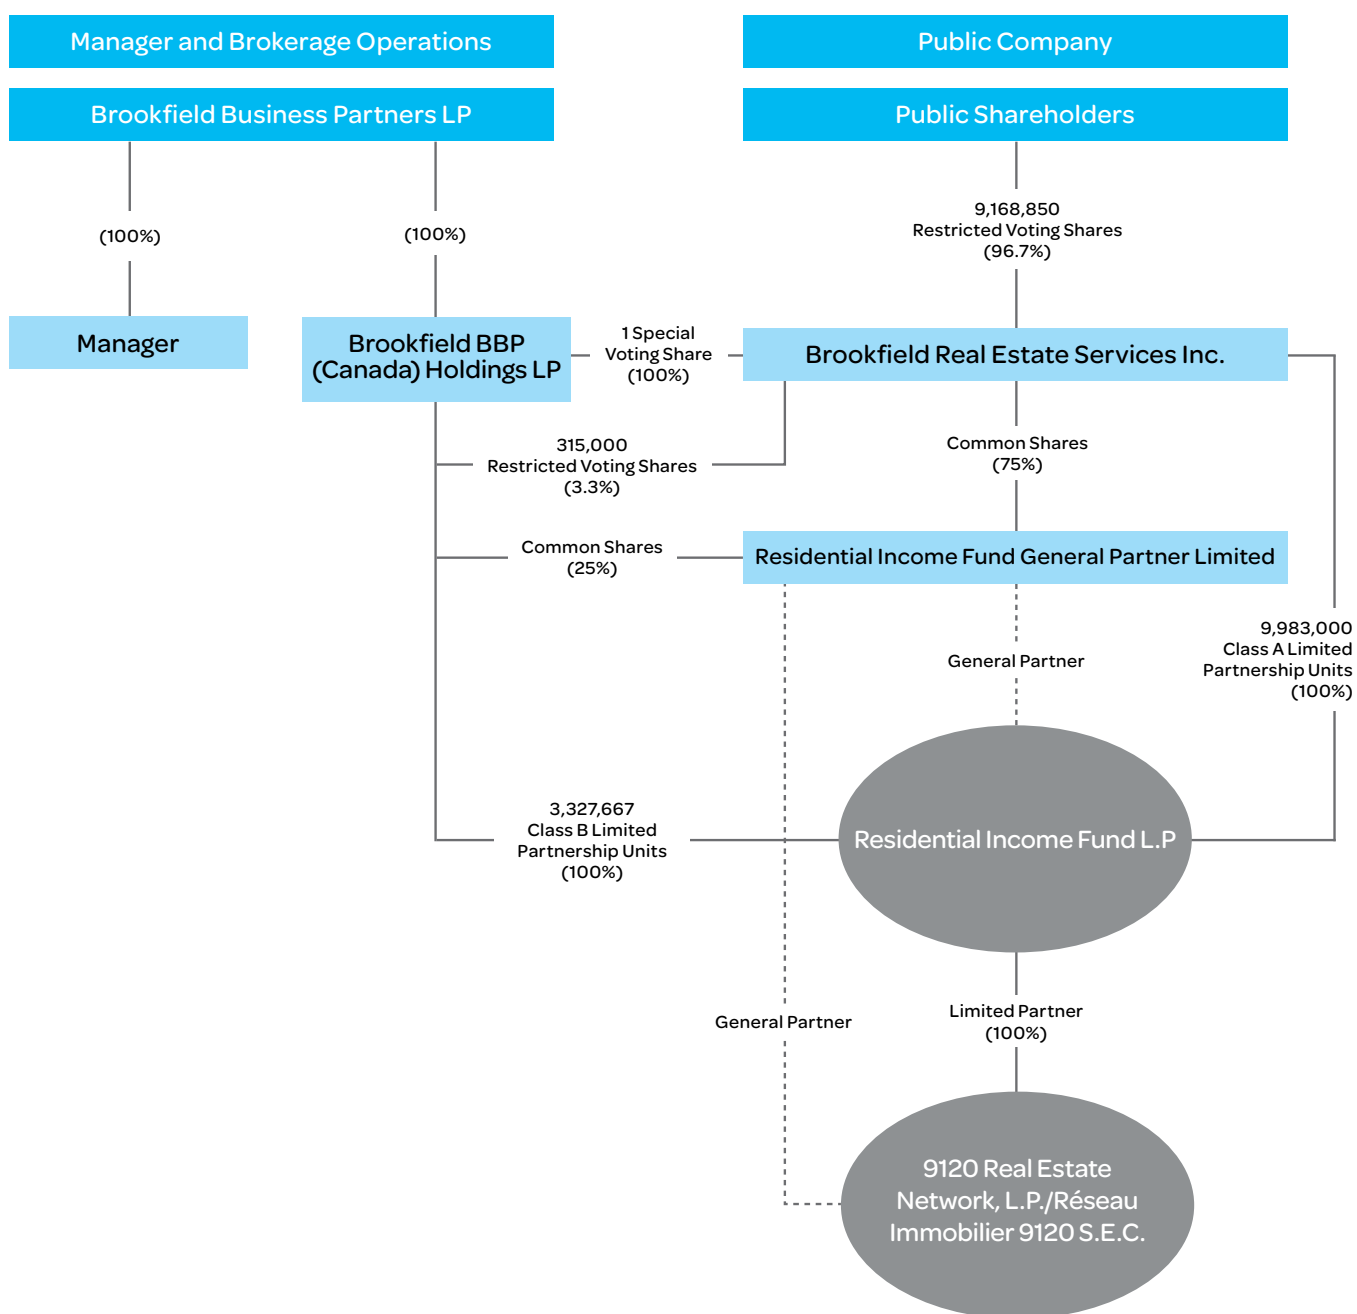 Manager and Brokerage Operations
Public Company
Brookfield Business Partners LP
Public Shareholders
(100%)
(100%)
9,168,850
Restricted Voting Shares
(96.7%)
Manager
Brookfield BBP
(Canada) Holdings LP
1 Special
Voting Share
(100%)
Brookfield Real Estate Services Inc.
315,000
Restricted Voting Shares
(3.3%)
Common Shares
(75%)
Common Shares
(25%)
Residential Income Fund General Partner Limited
9,983,000
Class A Limited
Partnership Units
(100%)
General Partner
3,327,667
Class B Limited
Partnership Units
(100%)
Residential Income Fund L.P
General Partner
Limited Partner
(100%)
9120 Real Estate
Network, L.P./Réseau
Immobilier 9120 S.E.C.